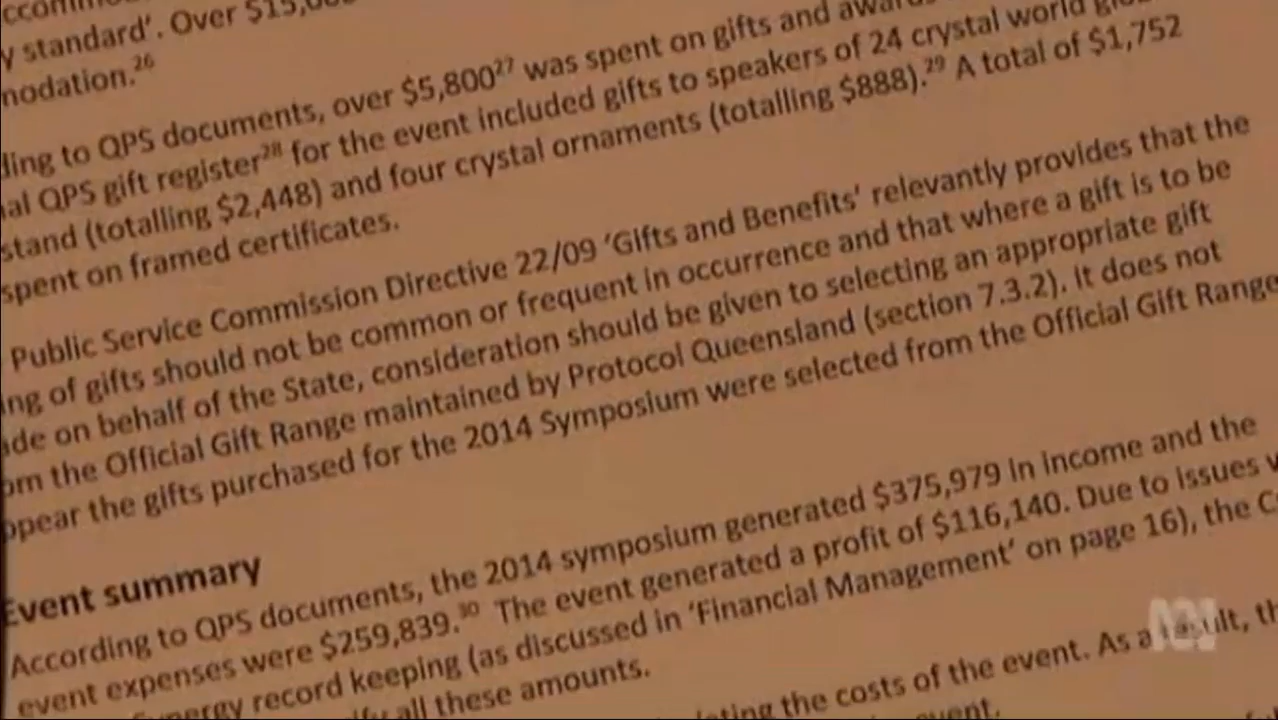 y standard'. Over $15,
modation.26
ding to QPS documents, over $5,80027 was spent on gifts and
al QPS gift register28 for the event included gifts to speakers of 24 crystal world
stand (totalling $2,448) and four crystal ornaments (totalling $888).29 A total of $1,752
spent on framed certificates.
Public Service Commission Directive 22/09 'Gifts and Benefits' relevantly provides that the
ing of gifts should not be common or frequent in occurrence and that where a gift is to be
ade on behalf of the State, consideration should be given to selecting an appropriate gift
om the Official Gift Range maintained by Protocol Queensland (section 7.3.2). It does not
ppear the gifts purchased for the 2014 Symposium were selected from the Official Gift Range
Event summary
According to QPS documents, the 2014 symposium generated $375,979 in income and the
event expenses were $259,839.30 The event generated a profit of $116,140. Due to issues
record keeping (as discussed in 'Financial Management' on page 16), the
all these amounts.
the costs of the event. As a result,